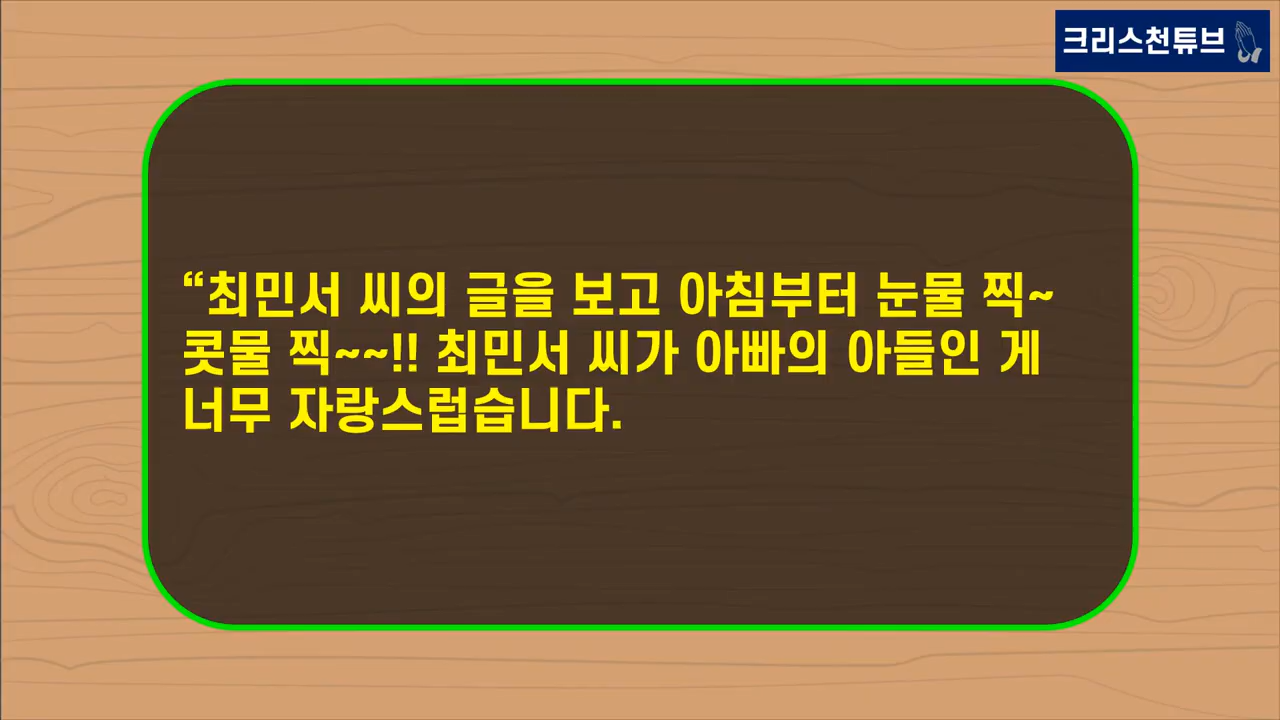 크리스천튜브
“최민서 씨의 글을 보고 아침부터 눈물 찍~
콧물 찍~~!! 최민서 씨가 아빠의 아들인 게
너무 자랑스럽습니다.